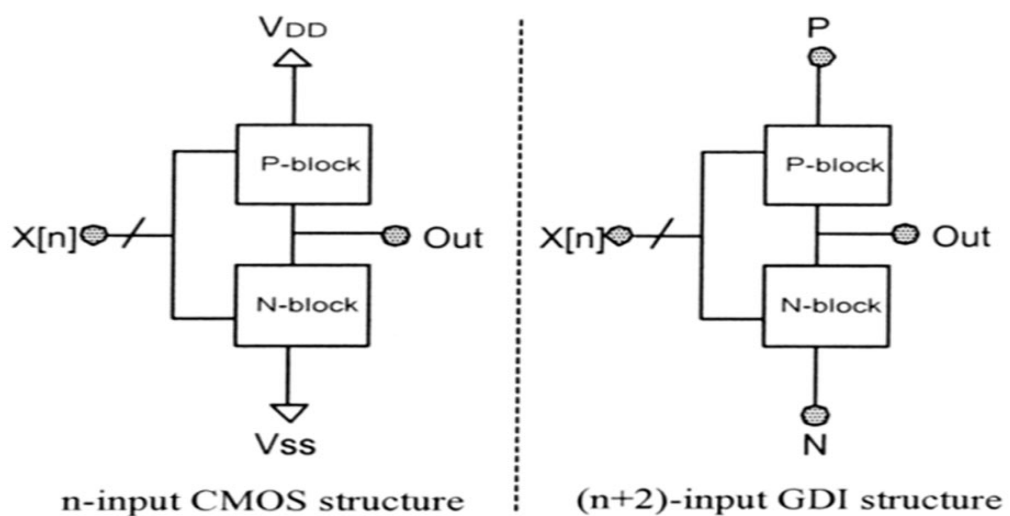 VDD
P-block
X[n]
Out
N-block
Vss
n-input CMOS structure
P
P-block
X[n]
Out
N-block
N
(n+2)-input GDI structure